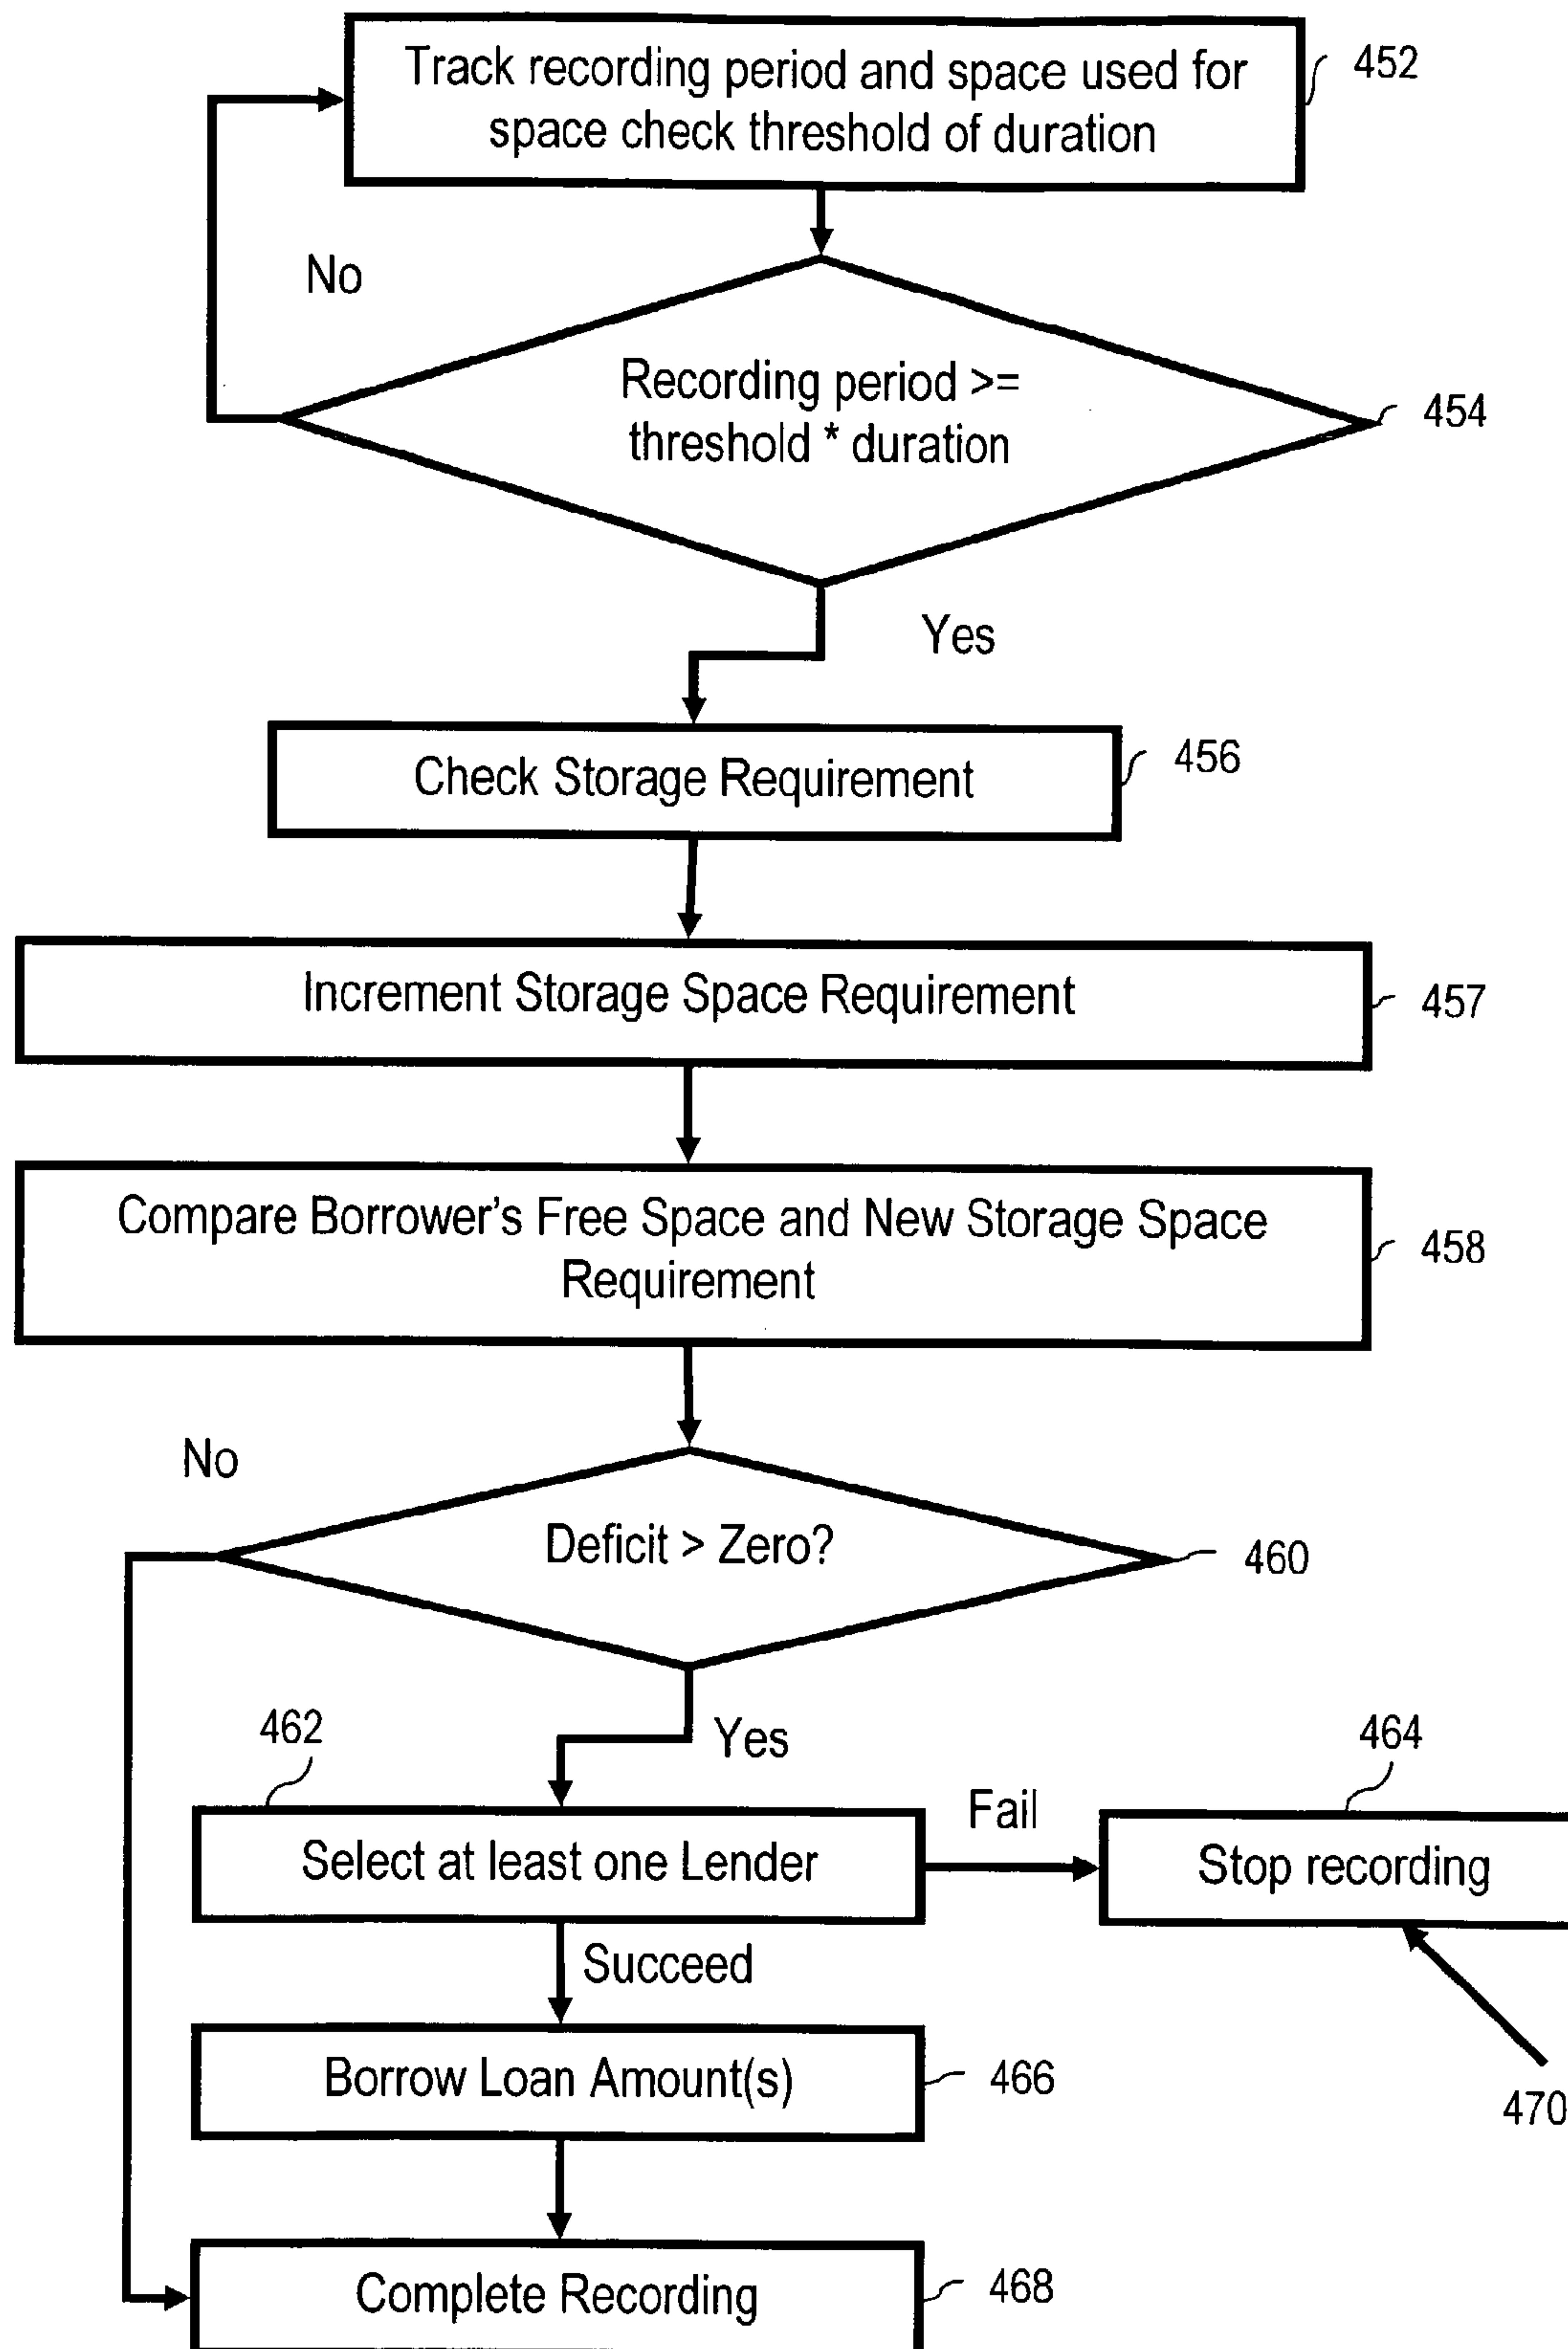 Track recording period and space used for
space check threshold of duration
452
No
Recording period >=
threshold * duration
454
Yes
Check Storage Requirement
456
Increment Storage Space Requirement
457
Compare Borrower's Free Space and New Storage Space
Requirement
458
No
Deficit > Zero?
460
Yes
462
464
Select at least one Lender
Fail
Stop recording
Succeed
Borrow Loan Amount(s)
466
470
Complete Recording
468